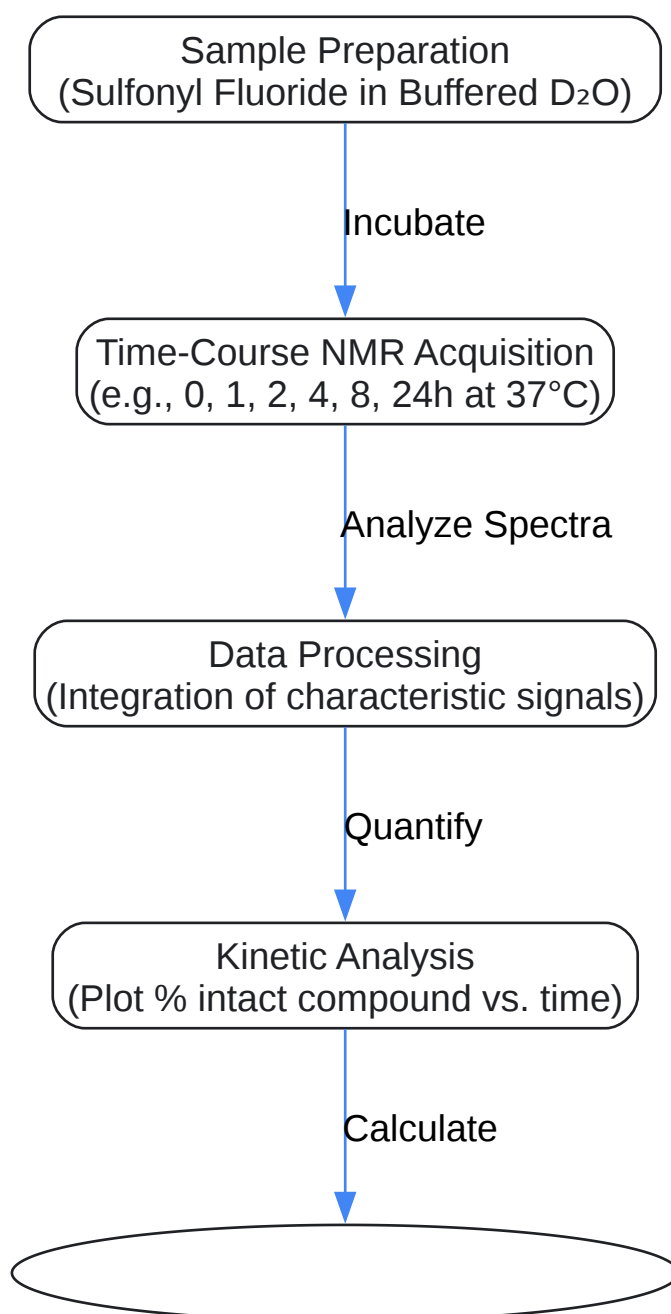 Sample Preparation
(Sulfonyl Fluoride in Buffered D₂O)
Incubate
Time-Course NMR Acquisition
(e.g., 0, 1, 2, 4, 8, 24h at 37°C)
Analyze Spectra
Data Processing
(Integration of characteristic signals)
Quantify
Kinetic Analysis
(Plot % intact compound vs. time)
Calculate